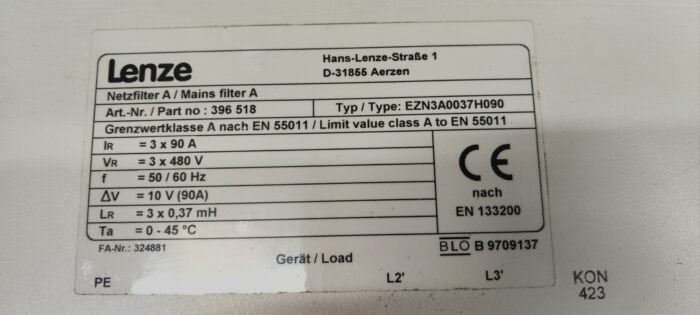 Lenze
Hans-Lenze-Straße 1
D-31855 Aerzen
Netzfilter A / Mains filter A
Art.-Nr. / Part no : 396 518
Typ / Type: EZN3A0037H090
Grenzwertklasse A nach EN 55011 / Limit value class A to EN 55011
IR = 3 x 90 A
VR = 3 x 480 V
f = 50 / 60 Hz
ΔV = 10 V (90A)
LR = 3 x 0,37 mH
Ta = 0 - 45 °C
CE
nach
EN 133200
FA-Nr.: 324881
BLO B 9709137
Gerät / Load
PE
L2'
L3'
KON
423